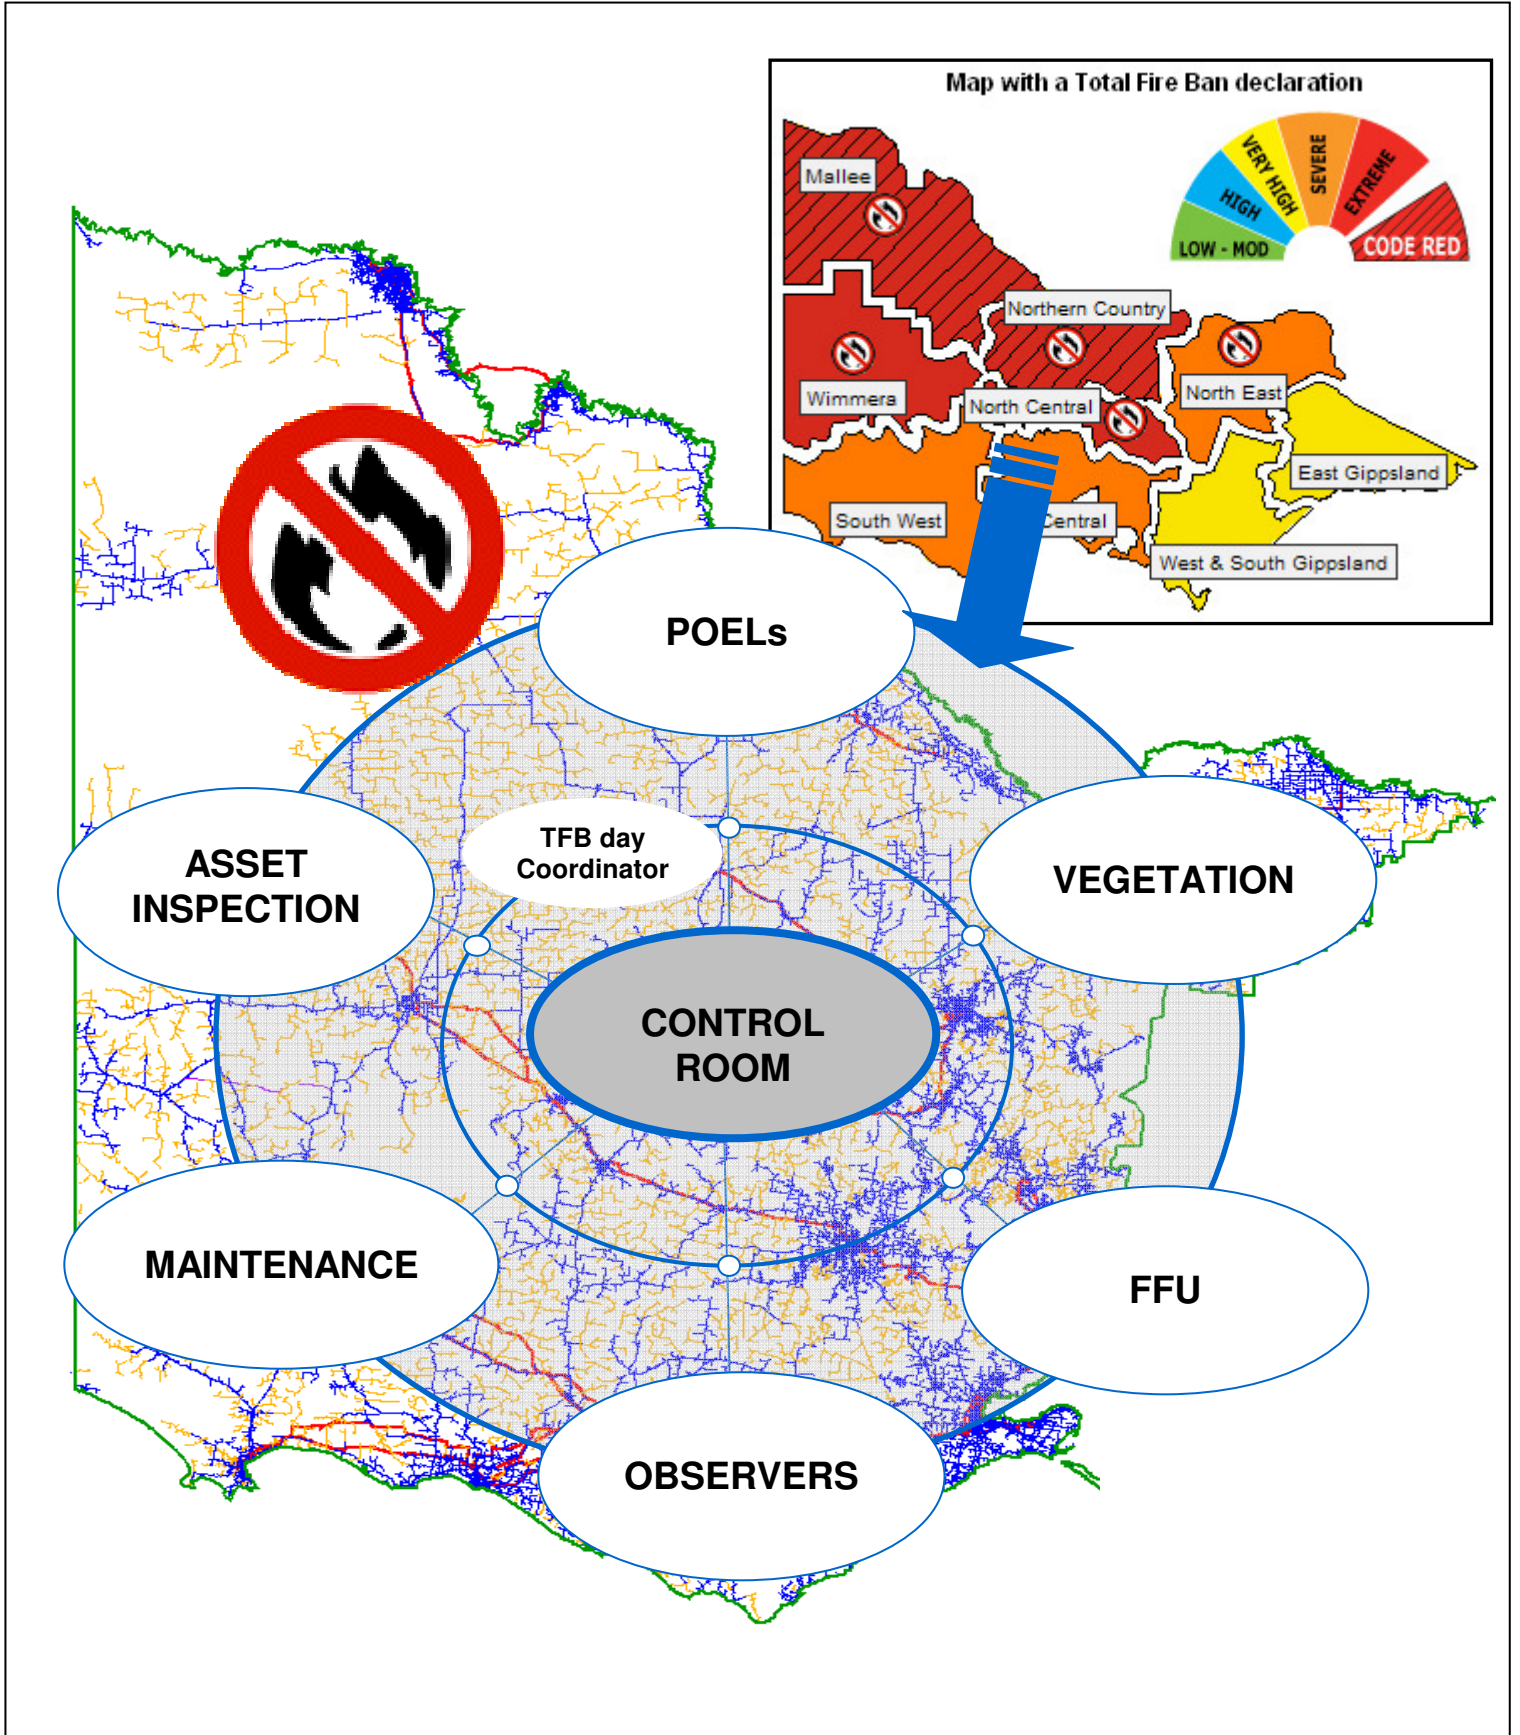 Map with a Total Fire Ban declaration
LOW - MOD
HIGH
VERY HIGH
SEVERE
EXTREME
CODE RED
Mallee
Northern Country
Wimmera
North Central
North East
East Gippsland
South West
Central
West & South Gippsland
POELs
TFB day
Coordinator
ASSET
INSPECTION
VEGETATION
CONTROL
ROOM
MAINTENANCE
FFU
OBSERVERS